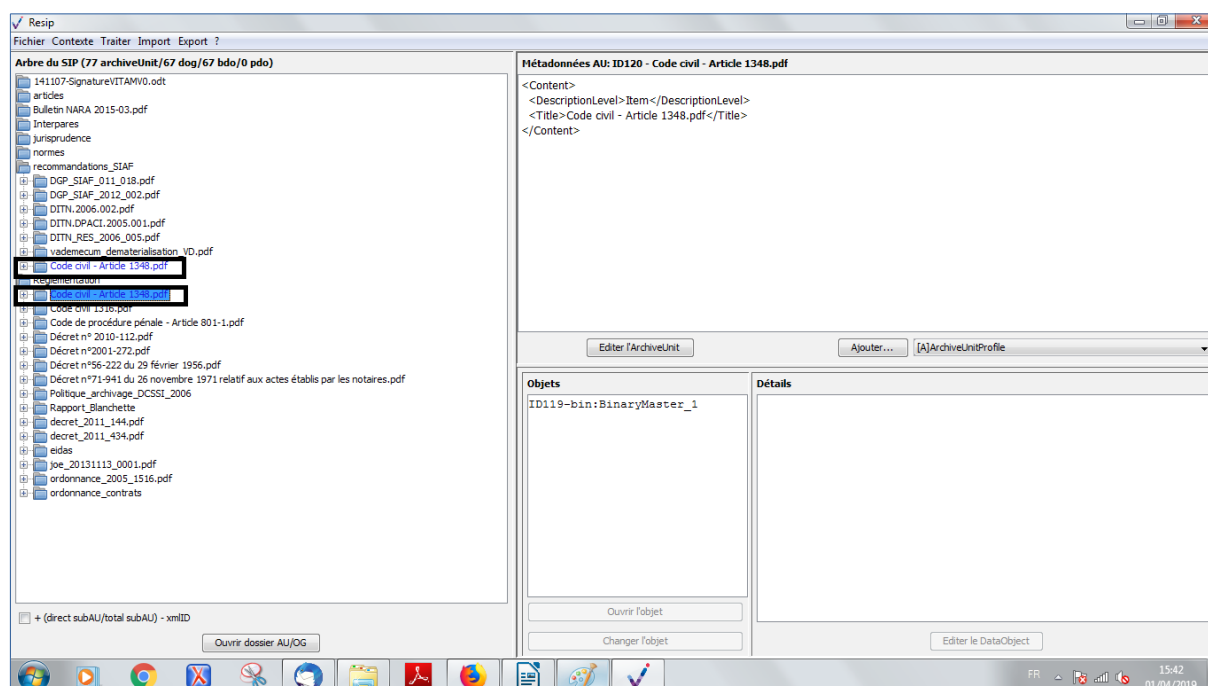 Resip
Fichier Contexte Traiter Import Export ?
Arbre du SIP (77 archiveUnit/67 dog/67 bdo/0 pdo)
141107-SignatureVITAMV0.odt
articles
Bulletin NARA 2015-03.pdf
Interpares
jurisprudence
normes
recommandations_SIAF
DGP_SIAF_011_018.pdf
DGP_SIAF_2012_002.pdf
DITN.2006.002.pdf
DITN.DPACI.2005.001.pdf
DITN_RES_2006_005.pdf
vademecum_dematerialisation_VD.pdf
Code civil - Article 1348.pdf
Reglementation
Code civil - Article 1348.pdf
Code civil 1316.pdf
Code de procédure pénale - Article 801-1.pdf
Décret n° 2010-112.pdf
Décret n°2001-272.pdf
Décret n°56-222 du 29 février 1956.pdf
Décret n°71-941 du 26 novembre 1971 relatif aux actes établis par les notaires.pdf
Politique_archivage_DCSSI_2006
Rapport_Blanchette
decret_2011_144.pdf
decret_2011_434.pdf
eidas
joe_20131113_0001.pdf
ordonnance_2005_1516.pdf
ordonnance_contrats
+ (direct subAU/total subAU) - xmlID
Ouvrir dossier AU/OG
Métadonnées AU: ID120 - Code civil - Article 1348.pdf
<Content>
<DescriptionLevel>Item</DescriptionLevel>
<Title>Code civil - Article 1348.pdf</Title>
</Content>
Editer l'ArchiveUnit
Ajouter... [A]ArchiveUnitProfile
Objets
ID119-bin:BinaryMaster_1
Ouvrir l'objet
Changer l'objet
Détails
Editer le DataObject
FR
15:42
01/04/2019